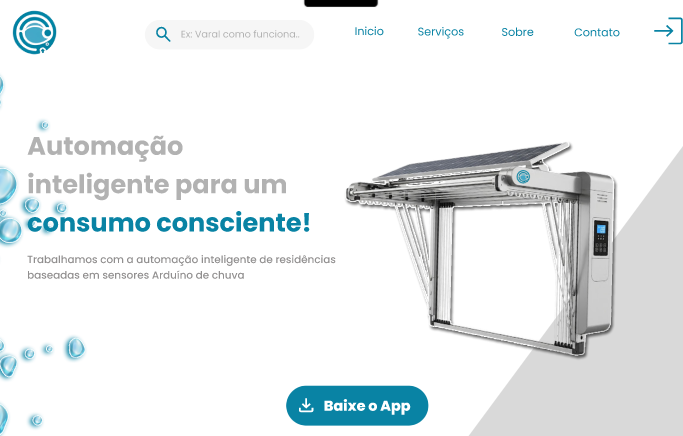 Ex: Varal como funciona..
Início
Serviços
Sobre
Contato
Automação
inteligente para um
consumo consciente!
Trabalhamos com a automação inteligente de residências
baseadas em sensores Arduíno de chuva
Baixe o App